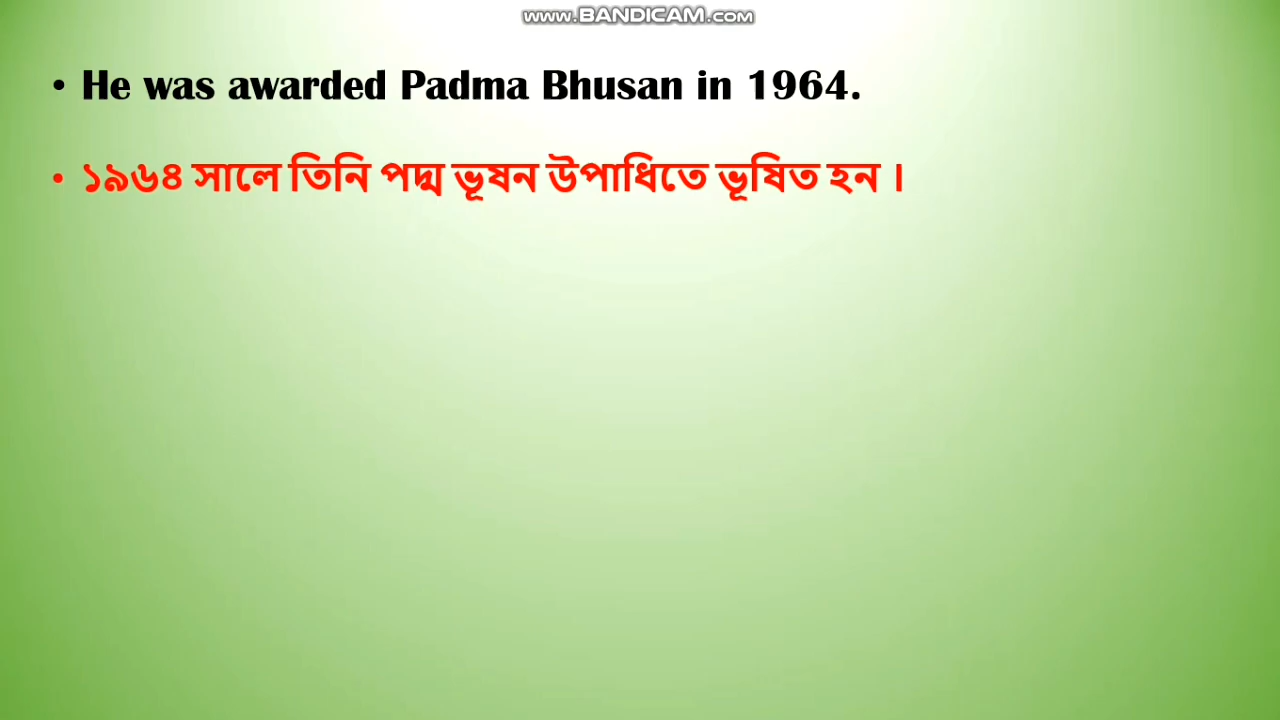 www.BANDICAM.com
• He was awarded Padma Bhusan in 1964.
• ১৯৬৪ সালে তিনি পদ্ম ভূষন উপাধিতে ভূষিত হন ।